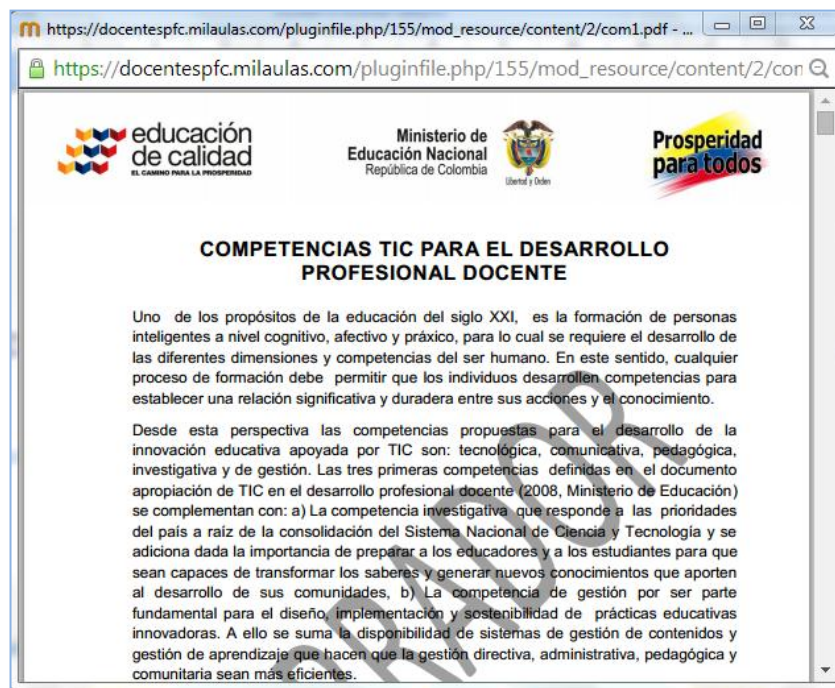 https://docentespfc.milaulas.com/pluginfile.php/155/mod_resource/content/2/com1.pdf - ...
https://docentespfc.milaulas.com/pluginfile.php/155/mod_resource/content/2/con
educación
de calidad
EL CAMINO PARA LA PROSPERIDAD
Ministerio de
Educación Nacional
República de Colombia
Libertad y Orden
Prosperidad
para todos
COMPETENCIAS TIC PARA EL DESARROLLO
PROFESIONAL DOCENTE
Uno de los propósitos de la educación del siglo XXI, es la formación de personas
inteligentes a nivel cognitivo, afectivo y práxico, para lo cual se requiere el desarrollo de
las diferentes dimensiones y competencias del ser humano. En este sentido, cualquier
proceso de formación debe permitir que los individuos desarrollen competencias para
establecer una relación significativa y duradera entre sus acciones y el conocimiento.
Desde esta perspectiva las competencias propuestas para el desarrollo de la
innovación educativa apoyada por TIC son: tecnológica, comunicativa, pedagógica,
investigativa y de gestión. Las tres primeras competencias definidas en el documento
apropiación de TIC en el desarrollo profesional docente (2008, Ministerio de Educación)
se complementan con: a) La competencia investigativa que responde a las prioridades
del país a raíz de la consolidación del Sistema Nacional de Ciencia y Tecnología y se
adiciona dada la importancia de preparar a los educadores y a los estudiantes para que
sean capaces de transformar los saberes y generar nuevos conocimientos que aporten
al desarrollo de sus comunidades, b) La competencia de gestión por ser parte
fundamental para el diseño, implementación y sostenibilidad de prácticas educativas
innovadoras. A ello se suma la disponibilidad de sistemas de gestión de contenidos y
gestión de aprendizaje que hacen que la gestión directiva, administrativa, pedagógica y
comunitaria sean más eficientes.
RRADOR